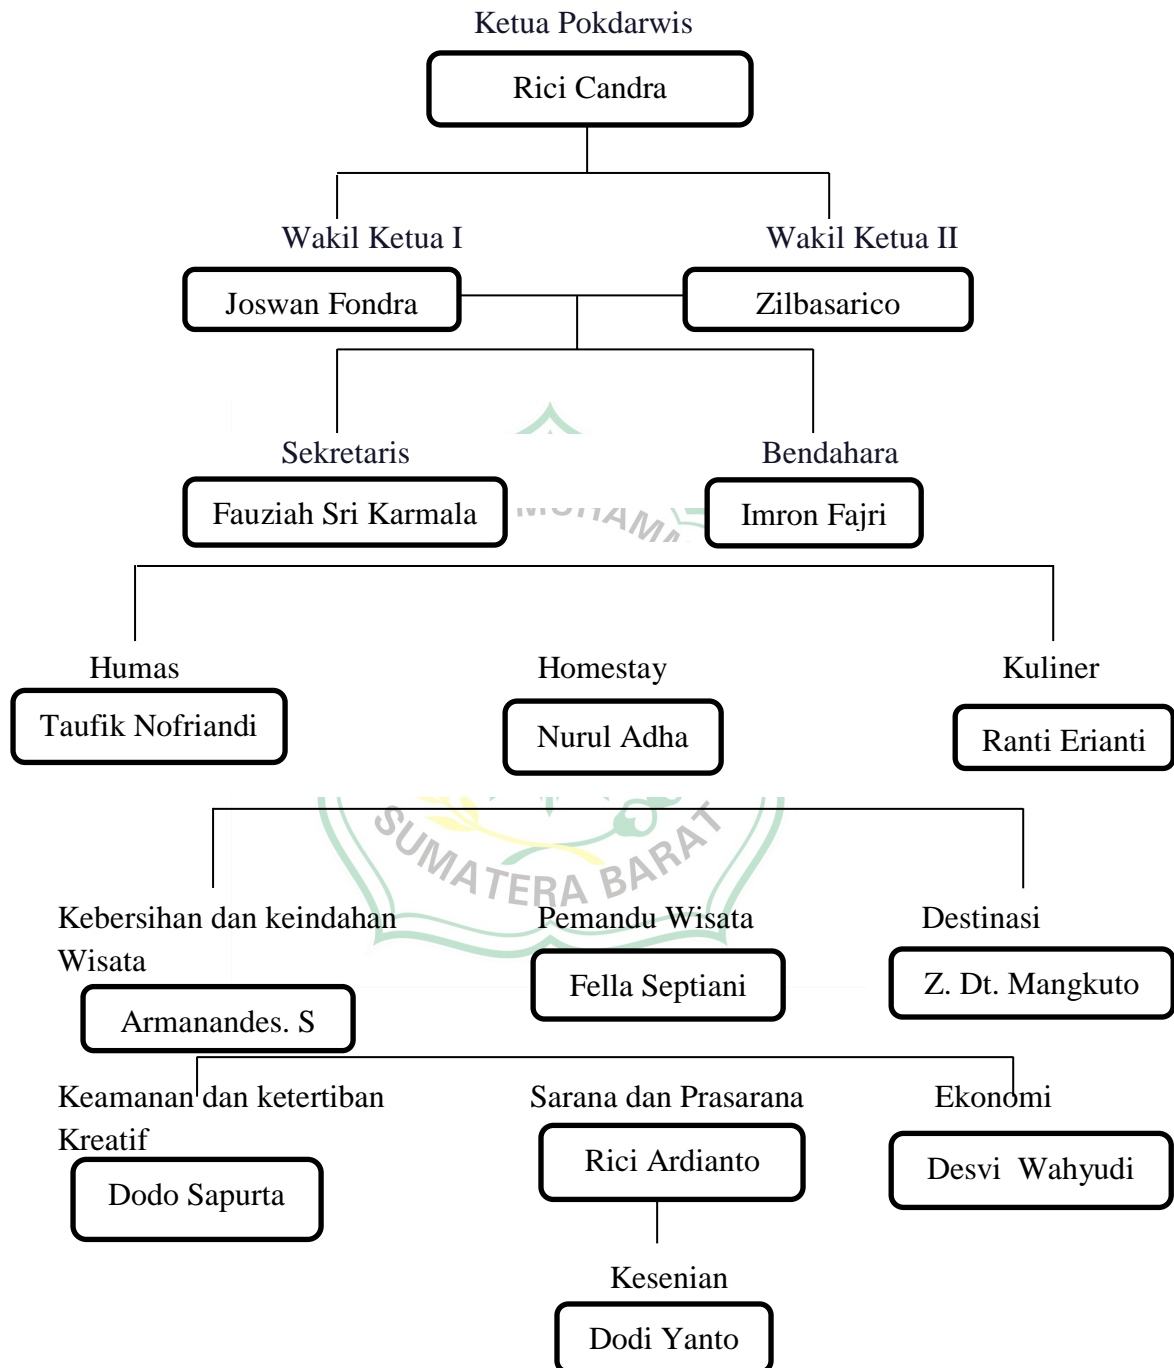 Ketua Pokdarwis
Rici Candra
Wakil Ketua I
Wakil Ketua II
Joswan Fondra
Zilbasarico
Sekretaris
Bendahara
Fauziah Sri Karmala
Imron Fajri
Humas
Homestay
Kuliner
Taufik Nofriandi
Nurul Adha
Ranti Erianti
SUMATERA BARAT
Kebersihan dan keindahan
Wisata
Pemandu Wisata
Destinasi
Armanandes. S
Fella Septiani
Z. Dt. Mangkuto
Keamanan dan ketertiban
Kreatif
Sarana dan Prasarana
Ekonomi
Dodo Sapurta
Rici Ardianto
Desvi  Wahyudi
Kesenian
Dodi Yanto